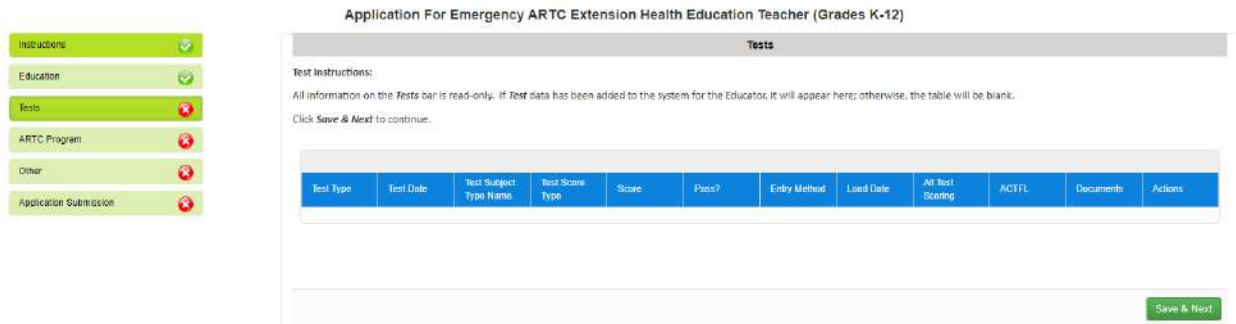 Application For Emergency ARTC Extension Health Education Teacher (Grades K-12)
Instructions
Education
Tests
ARTC Program
Other
Application Submission
Tests
Test Instructions:
All information on the Tests bar is read-only. If Test data has been added to the system for the Educator, it will appear here; otherwise, the table will be blank.
Click Save & Next to continue.
Test Type Test Date Test Subject Type Name Test Score Type Score Pass? Entry Method Load Date Alt Test Scoring ACTFL Documents Actions
Save & Next